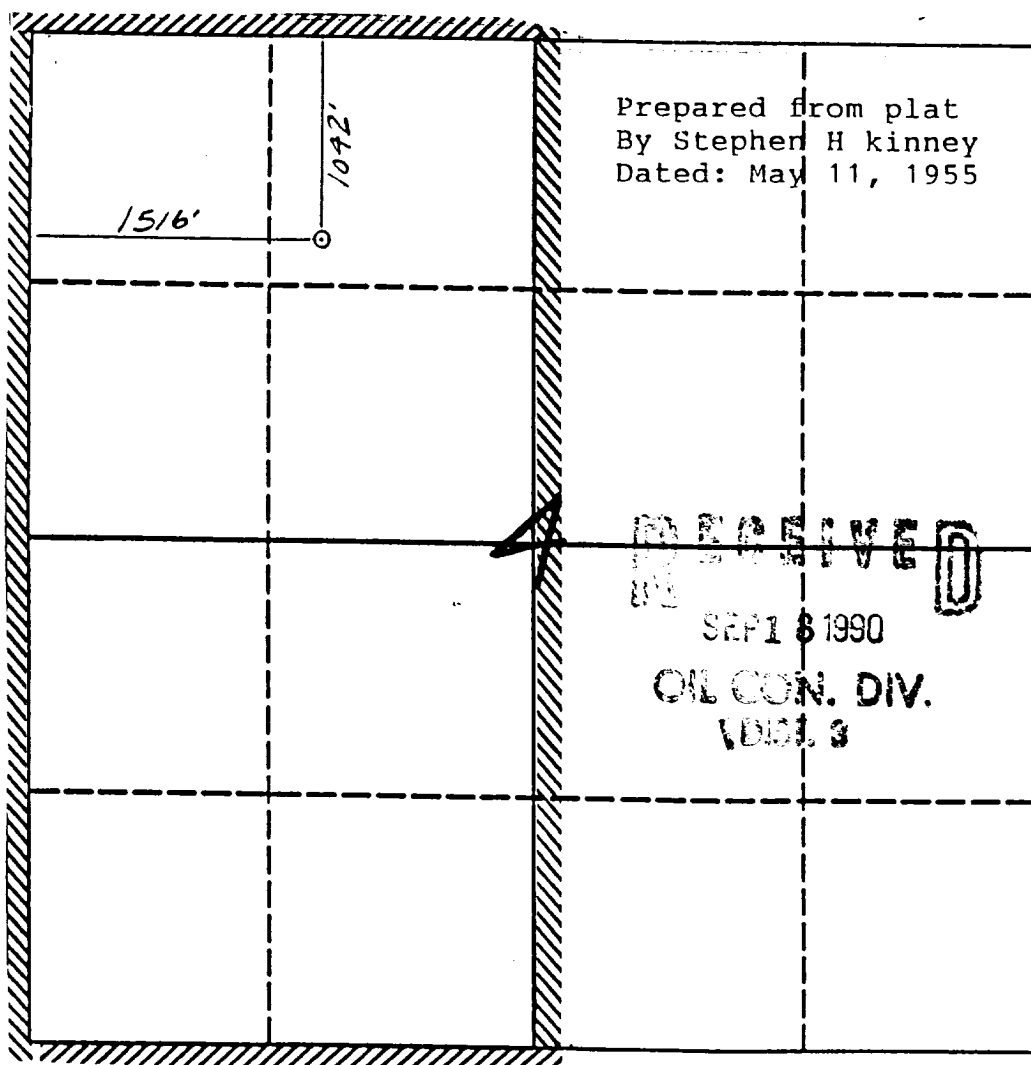 Prepared from plat
By Stephen H kinney
Dated: May 11, 1955
1042'
1516'
RECEIVED
SEP1 8 1990
OIL CON. DIV.
DIST. 3